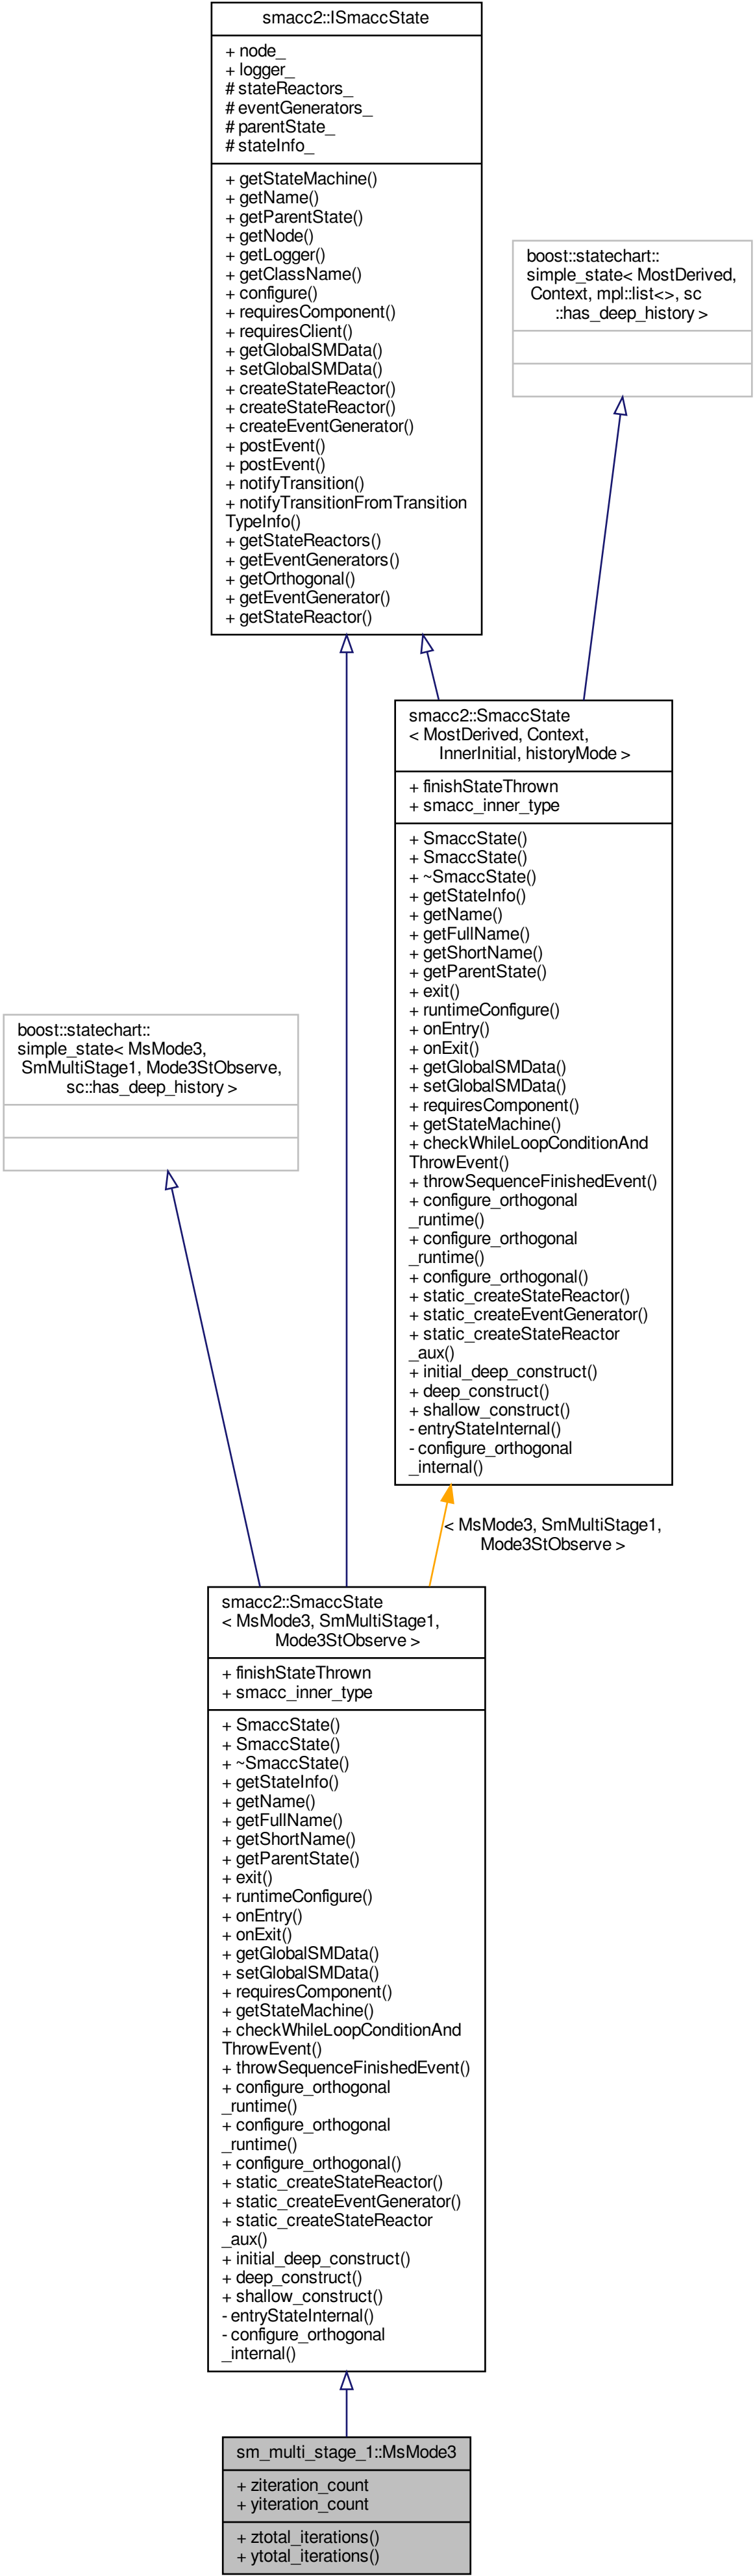 smacc2::ISmaccState
+ node_
+ logger_
# stateReactors_
# eventGenerators_
# parentState_
# stateInfo_
+ getStateMachine()
+ getName()
+ getParentState()
+ getNode()
+ getLogger()
+ getClassName()
+ configure()
+ requiresComponent()
+ requiresClient()
+ getGlobalSMData()
+ setGlobalSMData()
+ createStateReactor()
+ createStateReactor()
+ createEventGenerator()
+ postEvent()
+ postEvent()
+ notifyTransition()
+ notifyTransitionFromTransition
TypeInfo()
+ getStateReactors()
+ getEventGenerators()
+ getOrthogonal()
+ getEventGenerator()
+ getStateReactor()
boost::statechart::
simple_state< MostDerived,
Context, mpl::list<>, sc
::has_deep_history >
smacc2::SmaccState
< MostDerived, Context,
InnerInitial, historyMode >
+ finishStateThrown
+ smacc_inner_type
+ SmaccState()
+ SmaccState()
+ ~SmaccState()
+ getStateInfo()
+ getName()
+ getFullName()
+ getShortName()
+ getParentState()
+ exit()
+ runtimeConfigure()
+ onEntry()
+ onExit()
+ getGlobalSMData()
+ setGlobalSMData()
+ requiresComponent()
+ getStateMachine()
+ checkWhileLoopConditionAnd
ThrowEvent()
+ throwSequenceFinishedEvent()
+ configure_orthogonal
_runtime()
+ configure_orthogonal
_runtime()
+ configure_orthogonal()
+ static_createStateReactor()
+ static_createEventGenerator()
+ static_createStateReactor
_aux()
+ initial_deep_construct()
+ deep_construct()
+ shallow_construct()
- entryStateInternal()
- configure_orthogonal
_internal()
boost::statechart::
simple_state< MsMode3,
SmMultiStage1, Mode3StObserve,
sc::has_deep_history >
< MsMode3, SmMultiStage1,
Mode3StObserve >
smacc2::SmaccState
< MsMode3, SmMultiStage1,
Mode3StObserve >
+ finishStateThrown
+ smacc_inner_type
+ SmaccState()
+ SmaccState()
+ ~SmaccState()
+ getStateInfo()
+ getName()
+ getFullName()
+ getShortName()
+ getParentState()
+ exit()
+ runtimeConfigure()
+ onEntry()
+ onExit()
+ getGlobalSMData()
+ setGlobalSMData()
+ requiresComponent()
+ getStateMachine()
+ checkWhileLoopConditionAnd
ThrowEvent()
+ throwSequenceFinishedEvent()
+ configure_orthogonal
_runtime()
+ configure_orthogonal
_runtime()
+ configure_orthogonal()
+ static_createStateReactor()
+ static_createEventGenerator()
+ static_createStateReactor
_aux()
+ initial_deep_construct()
+ deep_construct()
+ shallow_construct()
- entryStateInternal()
- configure_orthogonal
_internal()
sm_multi_stage_1::MsMode3
+ ziteration_count
+ yiteration_count
+ ztotal_iterations()
+ ytotal_iterations()